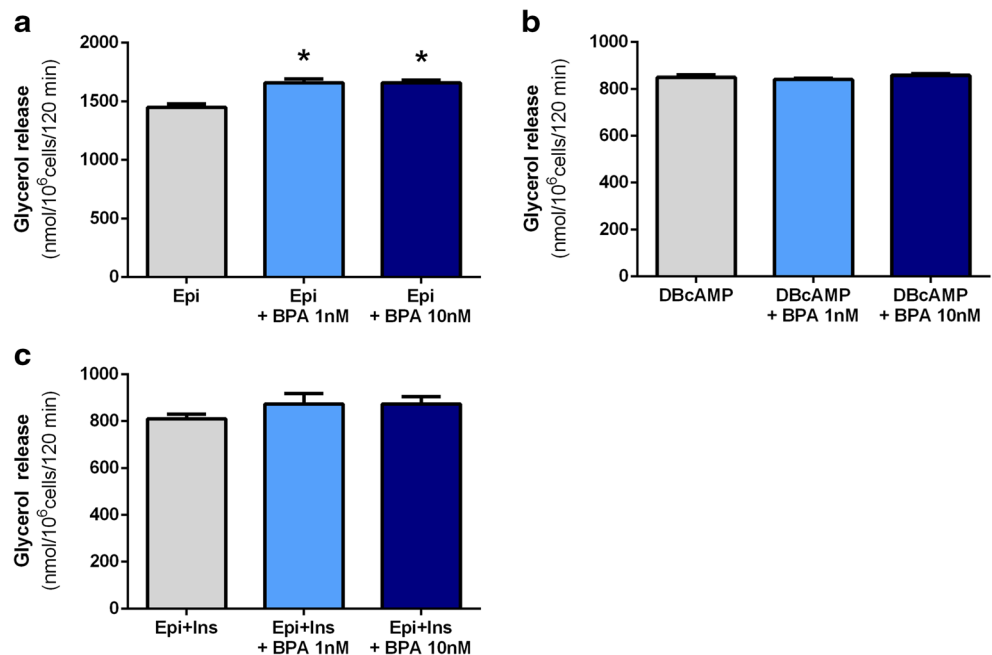 a
Glycerol release
(nmol/10⁶cells/120 min)
2000
1500
1000
500
0
*
*
Epi
Epi
+ BPA 1nM
Epi
+ BPA 10nM
b
Glycerol release
(nmol/10⁶cells/120 min)
1000
800
600
400
200
0
DBcAMP
DBcAMP
+ BPA 1nM
DBcAMP
+ BPA 10nM
c
Glycerol release
(nmol/10⁶cells/120 min)
1000
800
600
400
200
0
Epi+Ins
Epi+Ins
+ BPA 1nM
Epi+Ins
+ BPA 10nM